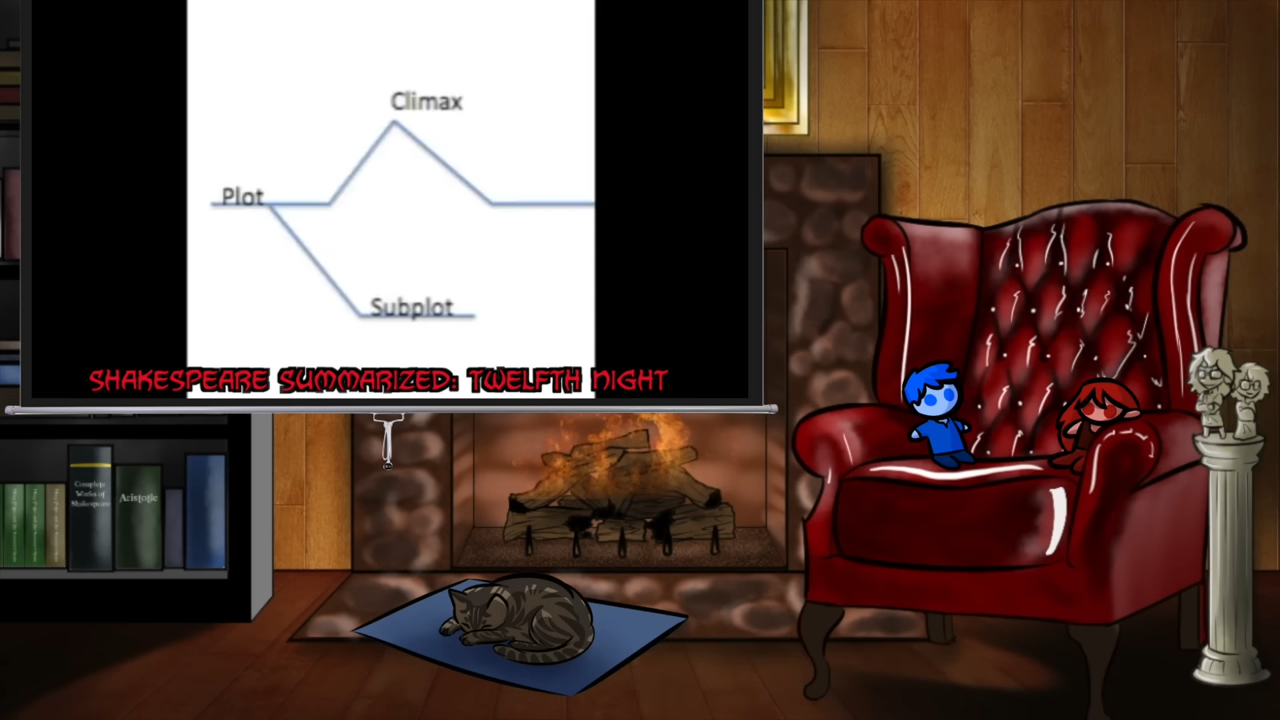 Climax
Plot
Subplot
SHAKESPEARE SUMMARIZED: TWELFTH NIGHT
Complete
Works of
Shakespeare
Aristotle